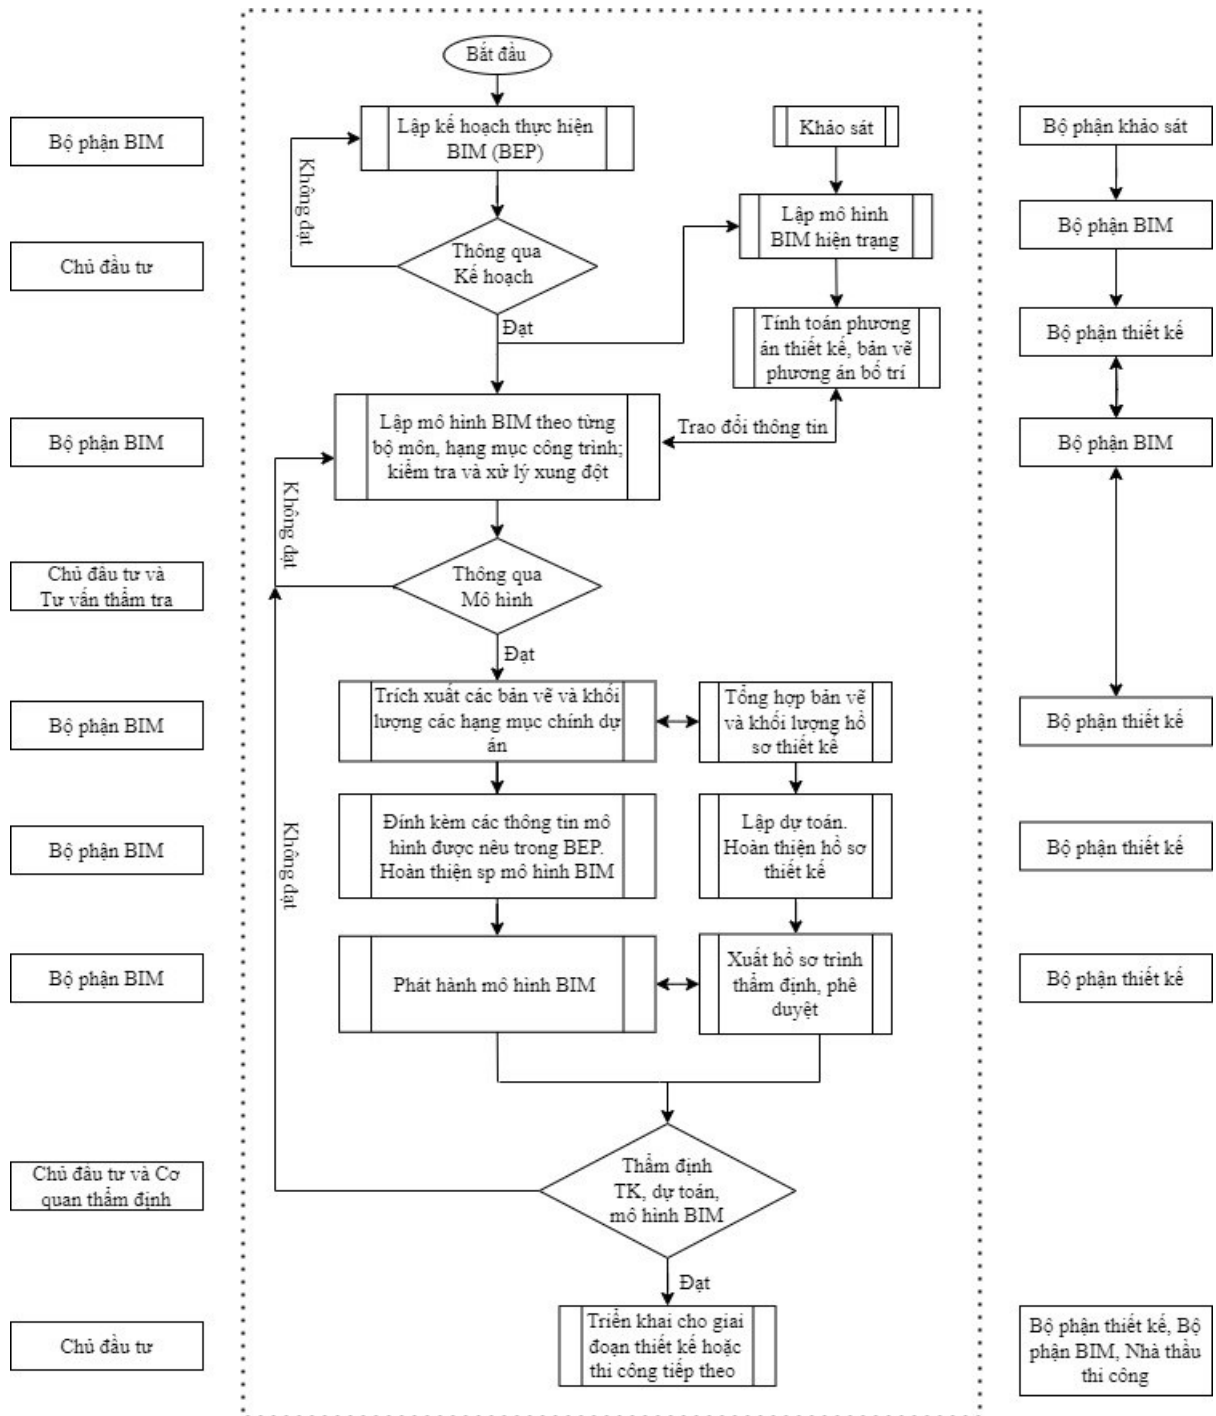 Bắt đầu
Bộ phận BIM
Lập kế hoạch thực hiện
BIM (BEP)
Khảo sát
Bộ phận khảo sát
Không đạt
Lập mô hình
BIM hiện trạng
Bộ phận BIM
Chủ đầu tư
Thông qua
Kế hoạch
Đạt
Tính toán phương
án thiết kế, bản vẽ
phương án bố trí
Bộ phận thiết kế
Bộ phận BIM
Lập mô hình BIM theo từng
bộ môn, hạng mục công trình;
kiểm tra và xử lý xung đột
Trao đổi thông tin
Bộ phận BIM
Không đạt
Chủ đầu tư và
Tư vấn thẩm tra
Thông qua
Mô hình
Đạt
Bộ phận BIM
Trích xuất các bản vẽ và khối
lượng các hạng mục chính dự
án
Tổng hợp bản vẽ
và khối lượng hồ
sơ thiết kế
Bộ phận thiết kế
Bộ phận BIM
Không đạt
Đính kèm các thông tin mô
hình được nêu trong BEP.
Hoàn thiện sp mô hình BIM
Lập dự toán.
Hoàn thiện hồ sơ
thiết kế
Bộ phận thiết kế
Bộ phận BIM
Phát hành mô hình BIM
Xuất hồ sơ trình
thẩm định, phê
duyệt
Bộ phận thiết kế
Chủ đầu tư và Cơ
quan thẩm định
Thẩm định
TK, dự toán,
mô hình BIM
Đạt
Chủ đầu tư
Triển khai cho giai
đoạn thiết kế hoặc
thi công tiếp theo
Bộ phận thiết kế, Bộ
phận BIM, Nhà thầu
thi công